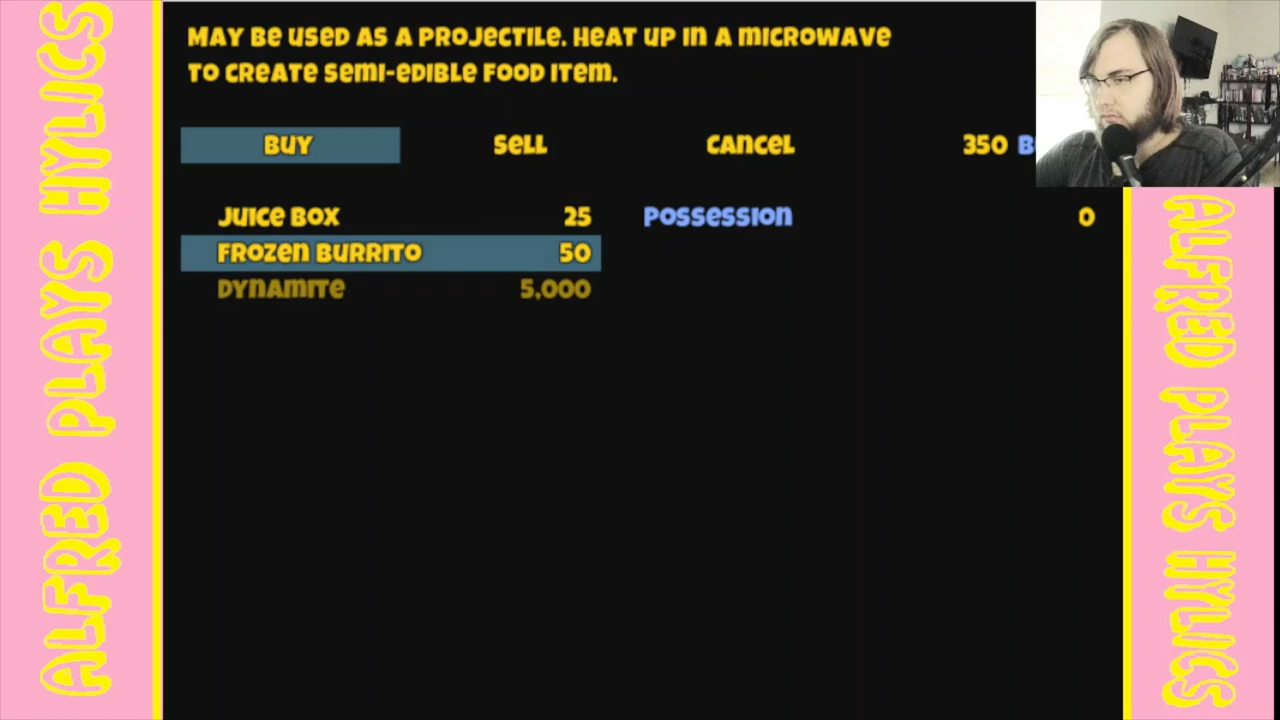 MAY BE USED AS A PROJECTILE. HEAT UP IN A MICROWAVE
TO CREATE SEMI-EDIBLE FOOD ITEM.
BUY SELL CANCEL 350 B
JUICE BOX 25 POSSESSION 0
FROZEN BURRITO 50
DYNAMITE 5,000
ALFRED PLAYS HYLICS
ALFRED PLAYS HYLICS